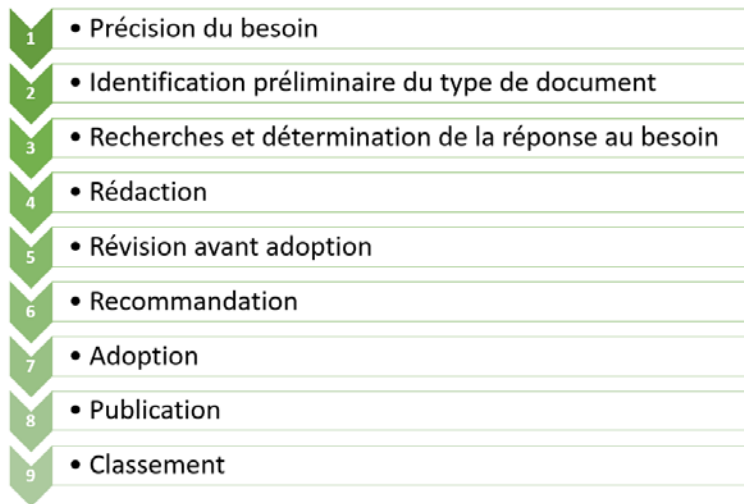 1 • Précision du besoin
2 • Identification préliminaire du type de document
3 • Recherches et détermination de la réponse au besoin
4 • Rédaction
5 • Révision avant adoption
6 • Recommandation
7 • Adoption
8 • Publication
9 • Classement